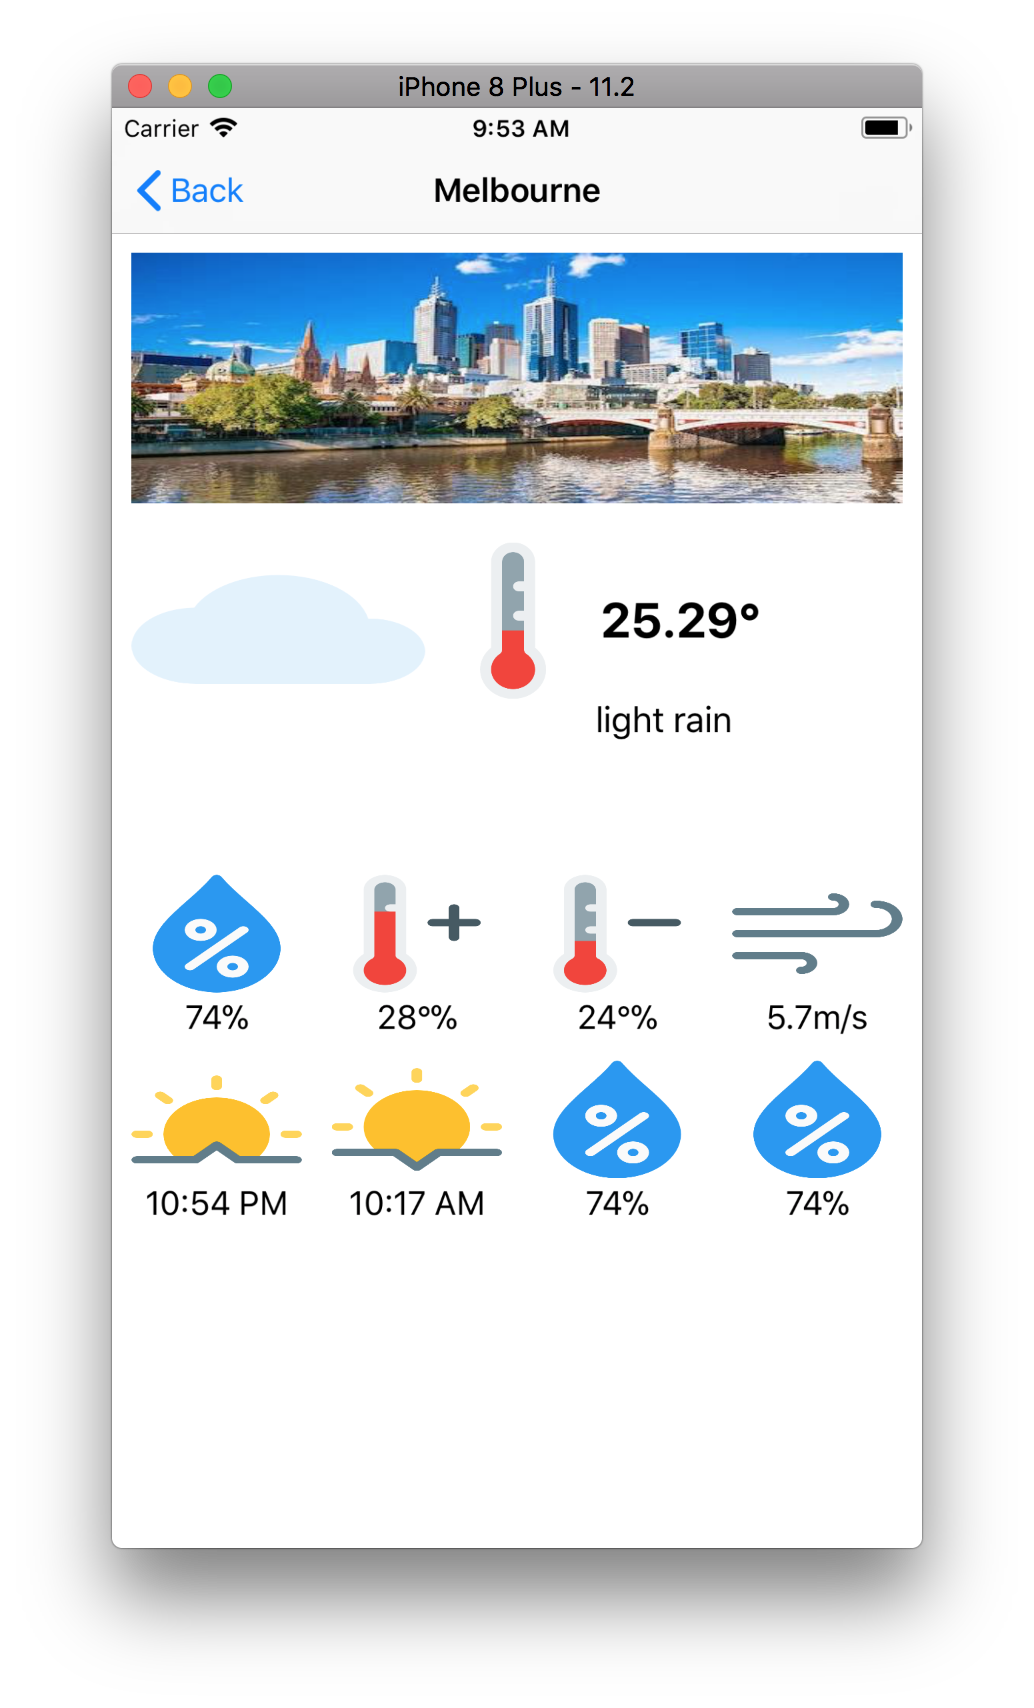 iPhone 8 Plus - 11.2
Carrier 9:53 AM
Back Melbourne
25.29°
light rain
74% 28°% 24°% 5.7m/s
10:54 PM 10:17 AM 74% 74%